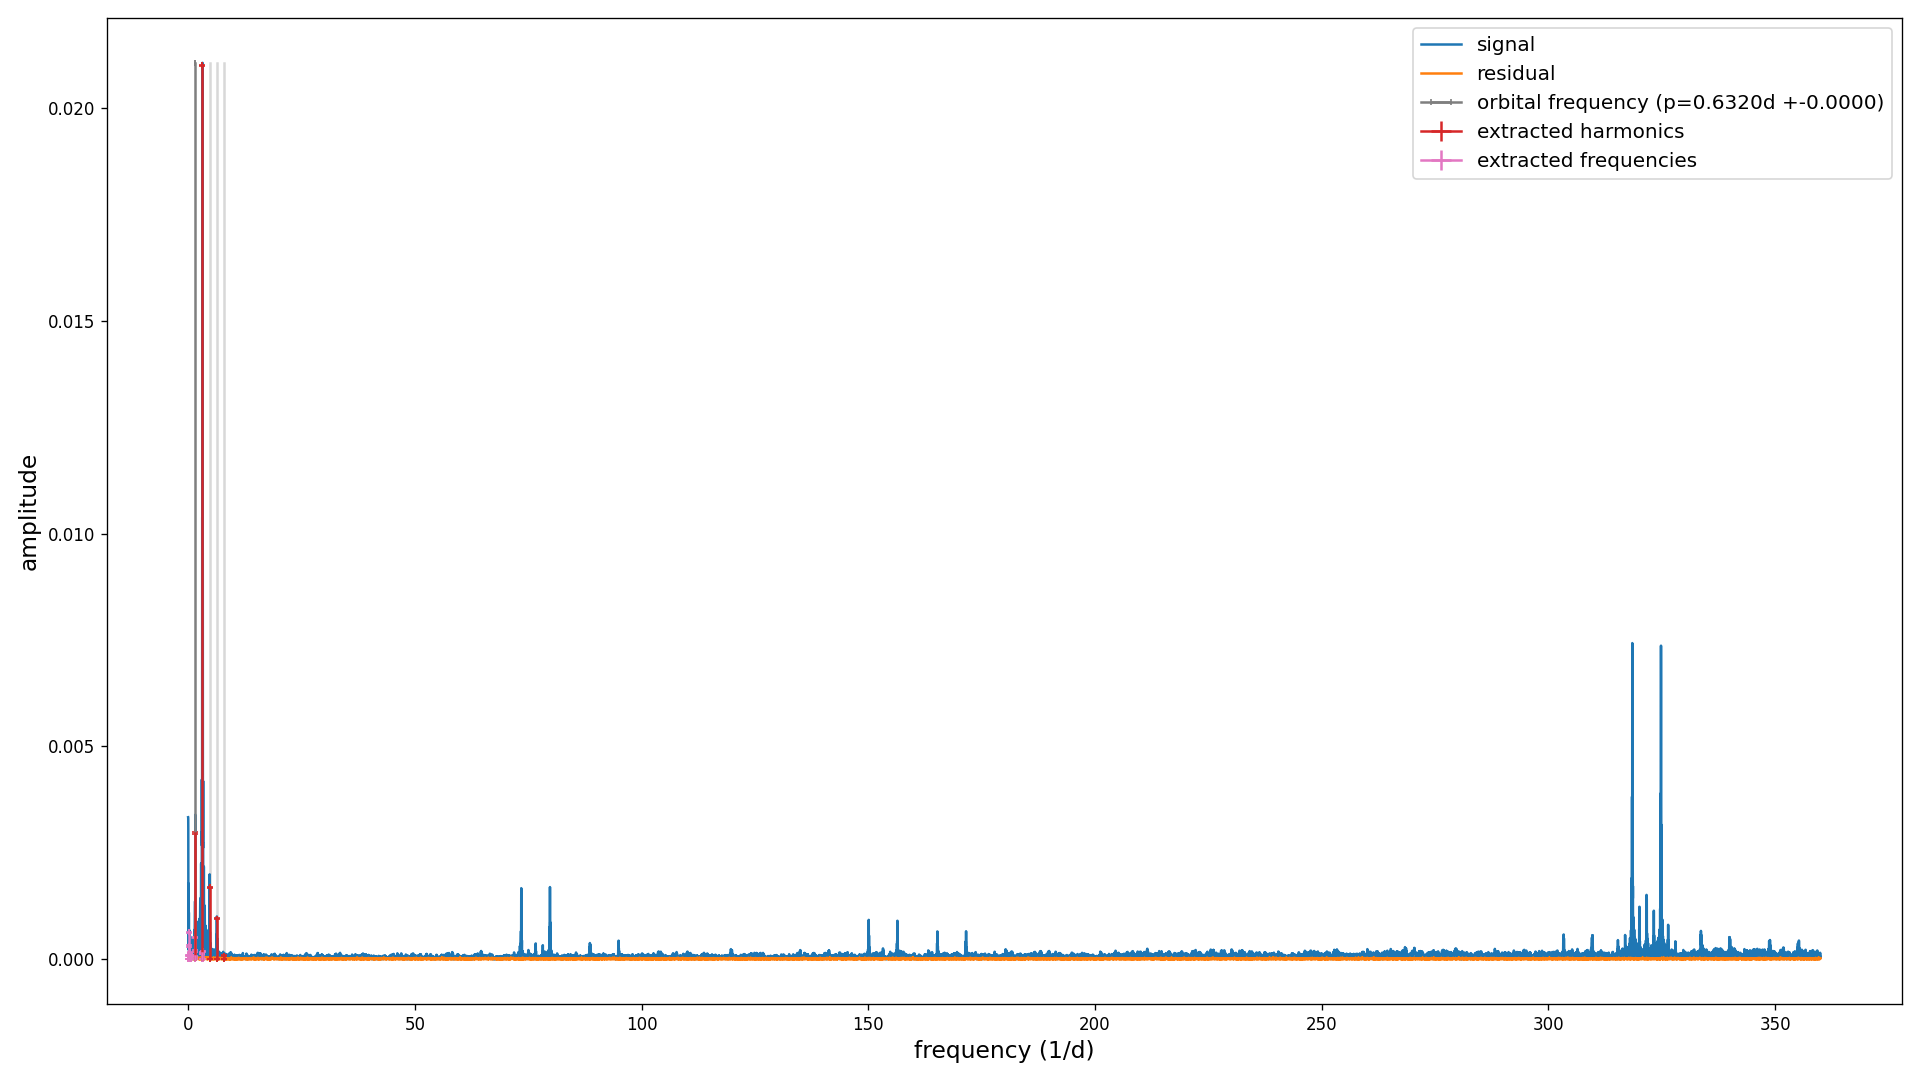 signal
residual
orbital frequency (p=0.6320d +-0.0000)
extracted harmonics
extracted frequencies
0.020
0.015
0.010
0.005
0.000
amplitude
0 50 100 150 200 250 300 350
frequency (1/d)